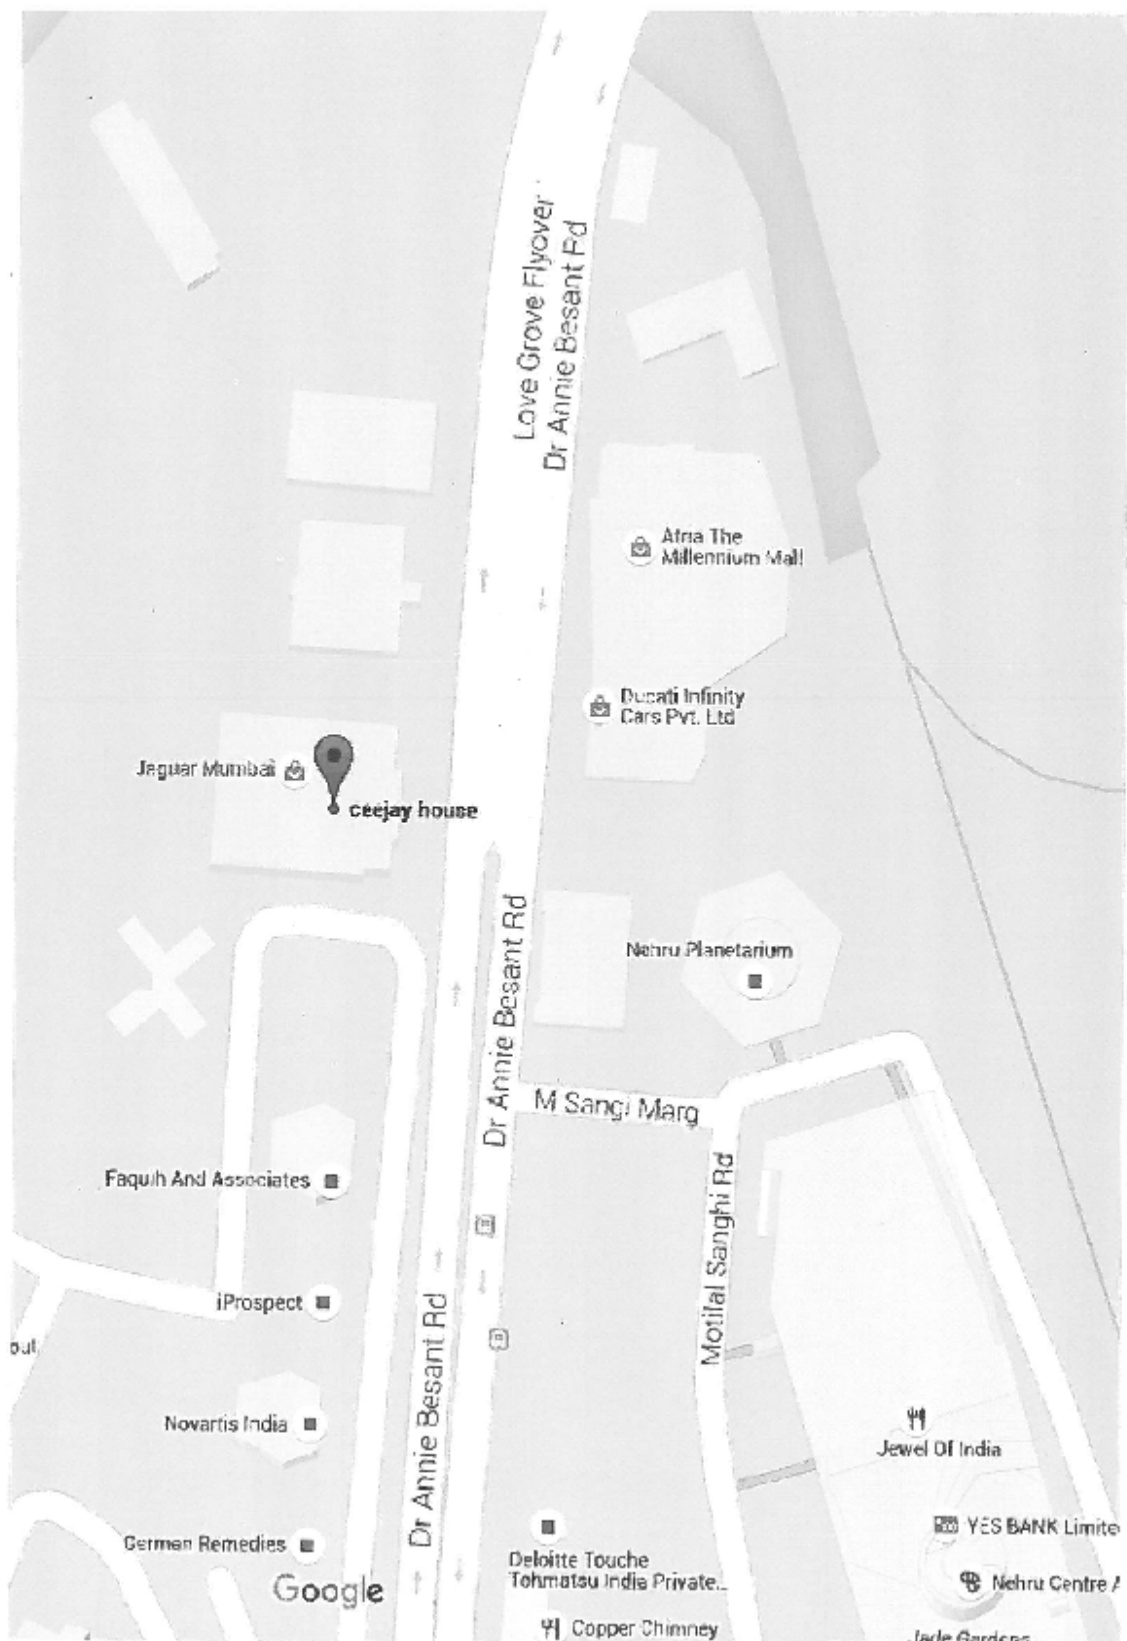 Love Grove Flyover
Dr Annie Besant Rd
Atria The
Millennium Mall
Ducati Infinity
Cars Pvt. Ltd
Jaguar Mumbai
ceejay house
Nehru Planetarium
Dr Annie Besant Rd
M Sangi Marg
Faquih And Associates
Motilal Sanghi Rd
iProspect
out
Dr Annie Besant Rd
Novartis India
Jewel Of India
German Remedies
YES BANK Limite
Google
Deloitte Touche
Tohmatsu India Private...
Nehru Centre A
Copper Chimney
Jade Gardens